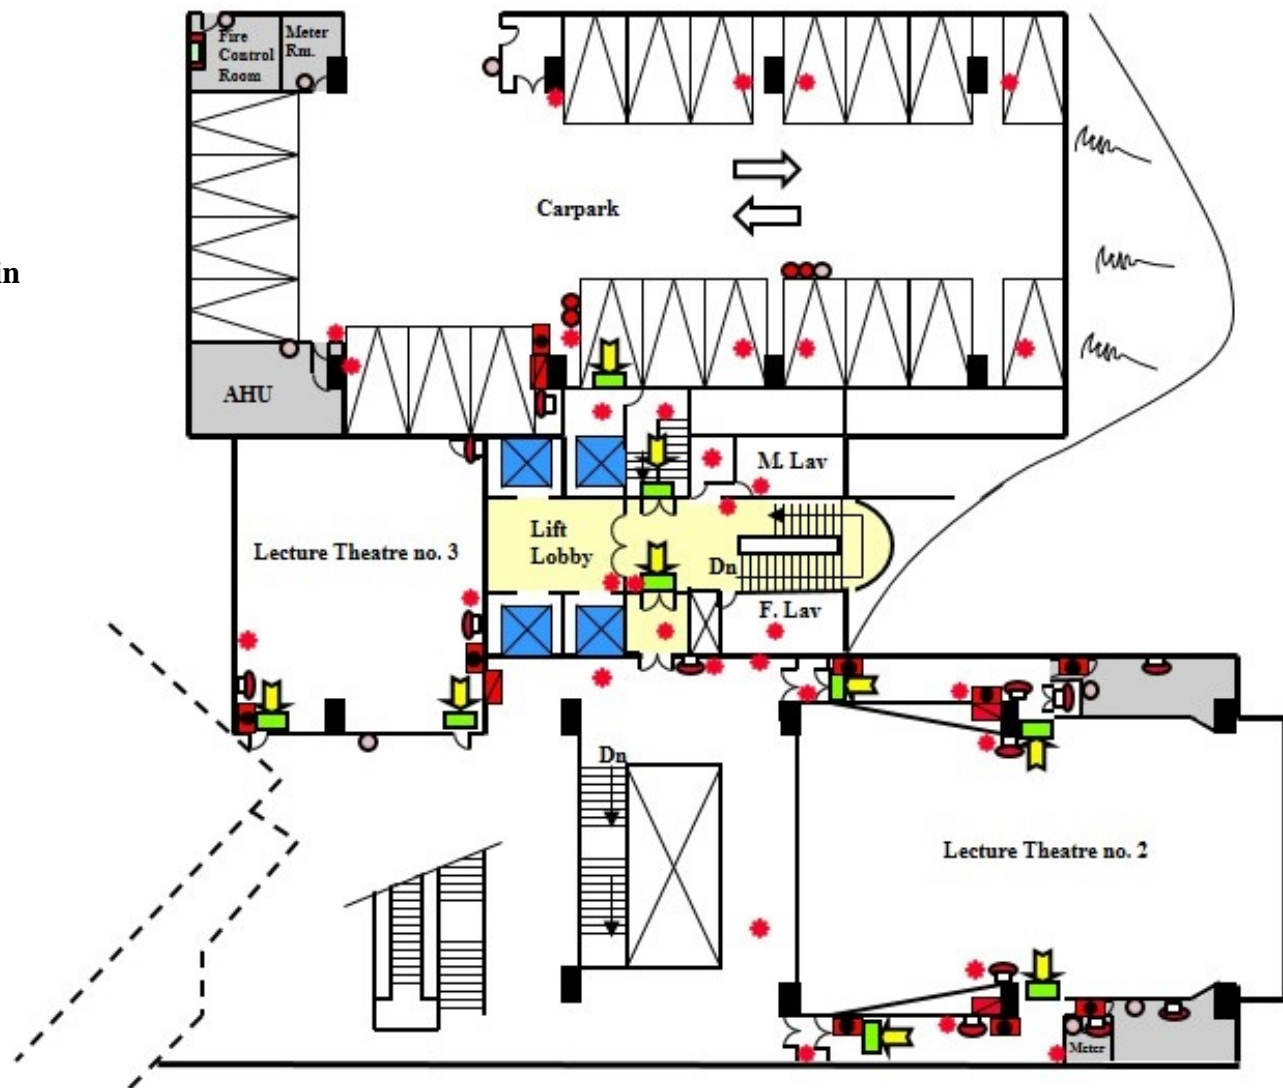 Fire
Control
Room
Meter
Rm.
Carpark
in
AHU
M. Lav
Lift
Lobby
Lecture Theatre no. 3
Dn
F. Lav
Dn
Lecture Theatre no. 2
Meter